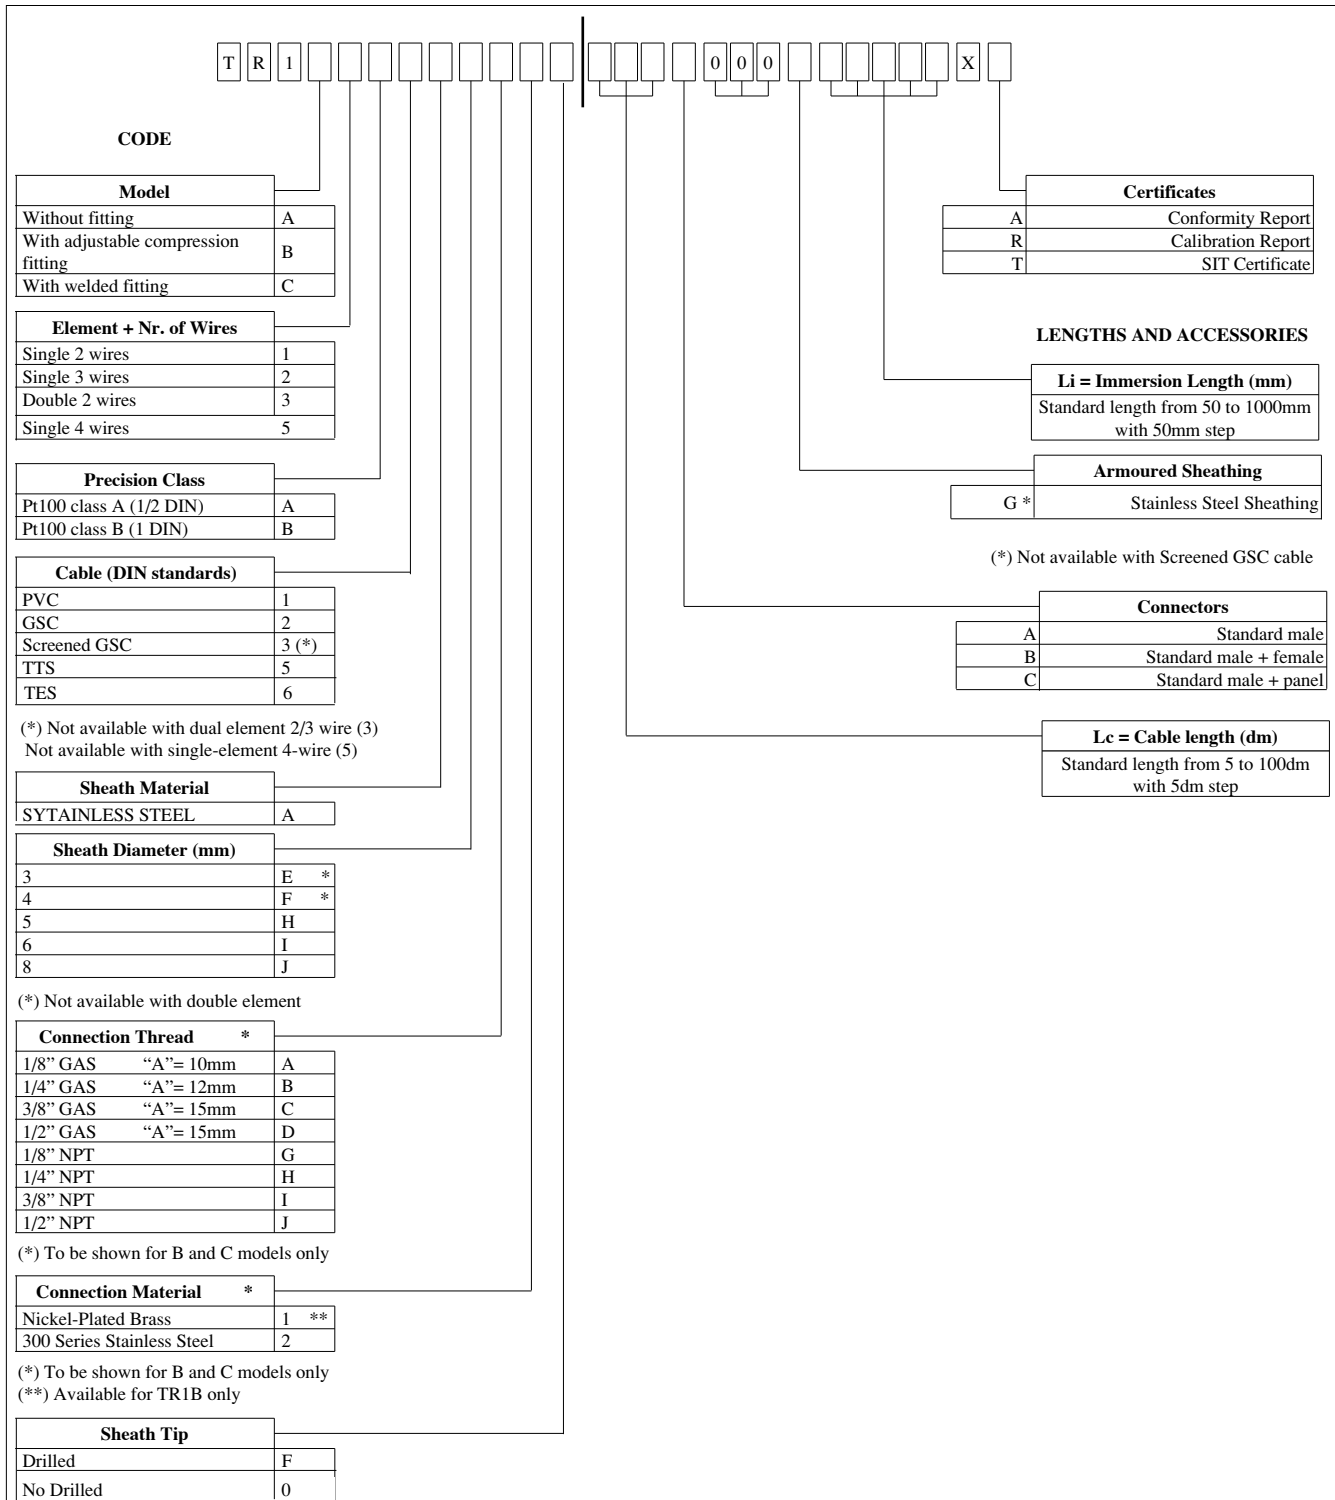 T R 1 0 0 0 X
CODE
Model
Without fitting A
With adjustable compression
fitting B
With welded fitting C
Element + Nr. of Wires
Single 2 wires 1
Single 3 wires 2
Double 2 wires 3
Single 4 wires 5
Precision Class
Pt100 class A (1/2 DIN) A
Pt100 class B (1 DIN) B
Cable (DIN standards)
PVC 1
GSC 2
Screened GSC 3 (*)
TTS 5
TES 6
(*) Not available with dual element 2/3 wire (3)
Not available with single-element 4-wire (5)
Sheath Material
SYTAINLESS STEEL A
Sheath Diameter (mm)
3 E *
4 F *
5 H
6 I
8 J
(*) Not available with double element
Connection Thread *
1/8” GAS “A”= 10mm A
1/4” GAS “A”= 12mm B
3/8” GAS “A”= 15mm C
1/2” GAS “A”= 15mm D
1/8” NPT G
1/4” NPT H
3/8” NPT I
1/2” NPT J
(*) To be shown for B and C models only
Connection Material *
Nickel-Plated Brass 1 **
300 Series Stainless Steel 2
(*) To be shown for B and C models only
(**) Available for TR1B only
Sheath Tip
Drilled F
No Drilled 0
Certificates
A Conformity Report
R Calibration Report
T SIT Certificate
LENGTHS AND ACCESSORIES
Li = Immersion Length (mm)
Standard length from 50 to 1000mm
with 50mm step
Armoured Sheathing
G * Stainless Steel Sheathing
(*) Not available with Screened GSC cable
Connectors
A Standard male
B Standard male + female
C Standard male + panel
Lc = Cable length (dm)
Standard length from 5 to 100dm
with 5dm step